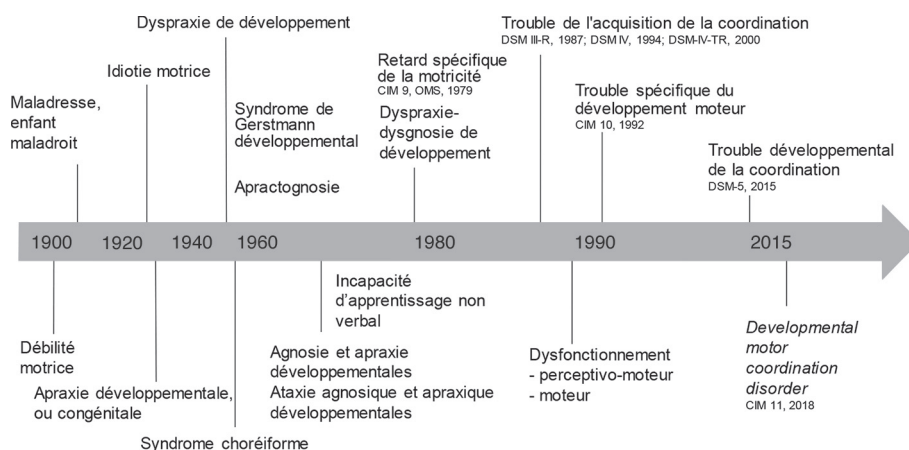 Dyspraxie de développement
Trouble de l'acquisition de la coordination
DSM III-R, 1987; DSM IV, 1994; DSM-IV-TR, 2000
Idiotie motrice
Retard spécifique
de la motricité
CIM 9, OMS, 1979
Maladresse,
enfant
maladroit
Syndrome de
Gerstmann
développemental
Dyspraxie-
dysgnosie de
développement
Trouble spécifique du
développement moteur
CIM 10, 1992
Apractognosie
Trouble développemental
de la coordination
DSM-5, 2015
1900 1920 1940 1960 1980 1990 2015
Incapacité
d'apprentissage non
verbal
Débilité
motrice
Agnosie et apraxie
développementales
Ataxie agnosique et apraxique
développementales
Dysfonctionnement
- perceptivo-moteur
- moteur
Developmental
motor
coordination
disorder
CIM 11, 2018
Apraxie développementale,
ou congénitale
Syndrome choréiforme